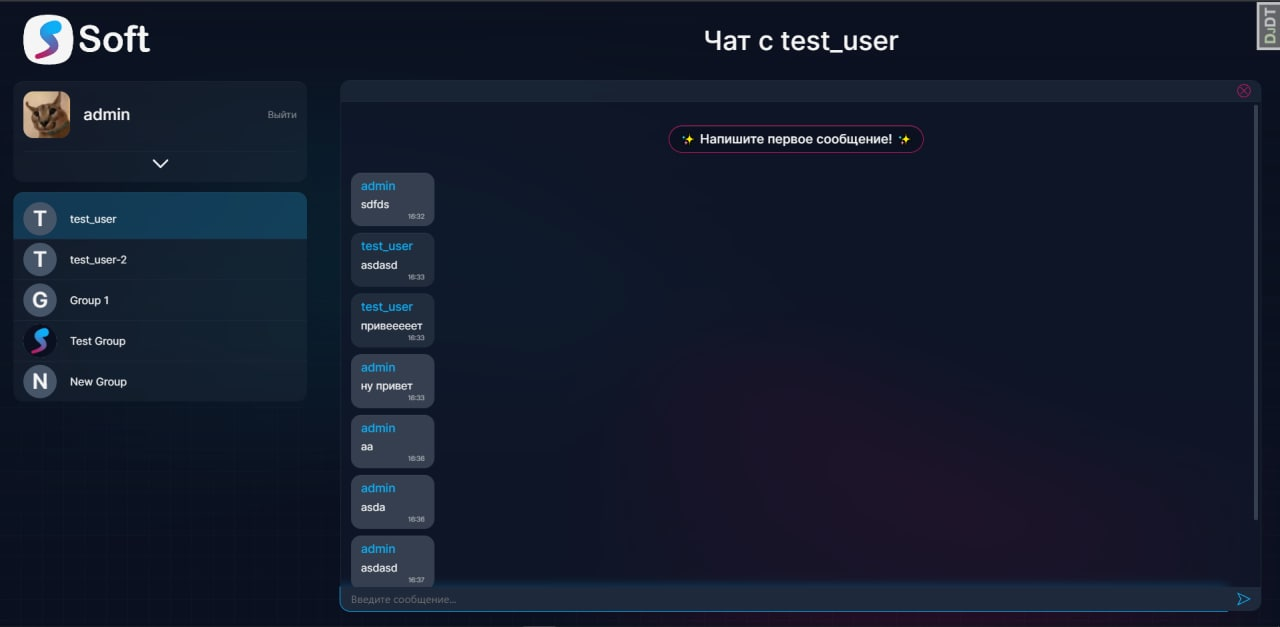 Soft
Чат с test_user
DJDT
admin
Выйти
T
test_user
T
test_user-2
G
Group 1
Test Group
N
New Group
✨ Напишите первое сообщение! ✨
admin
sdfds
16:32
test_user
asdasd
16:33
test_user
привееееет
16:33
admin
ну привет
16:33
admin
aa
16:36
admin
asda
16:36
admin
asdasd
16:37
Введите сообщение...